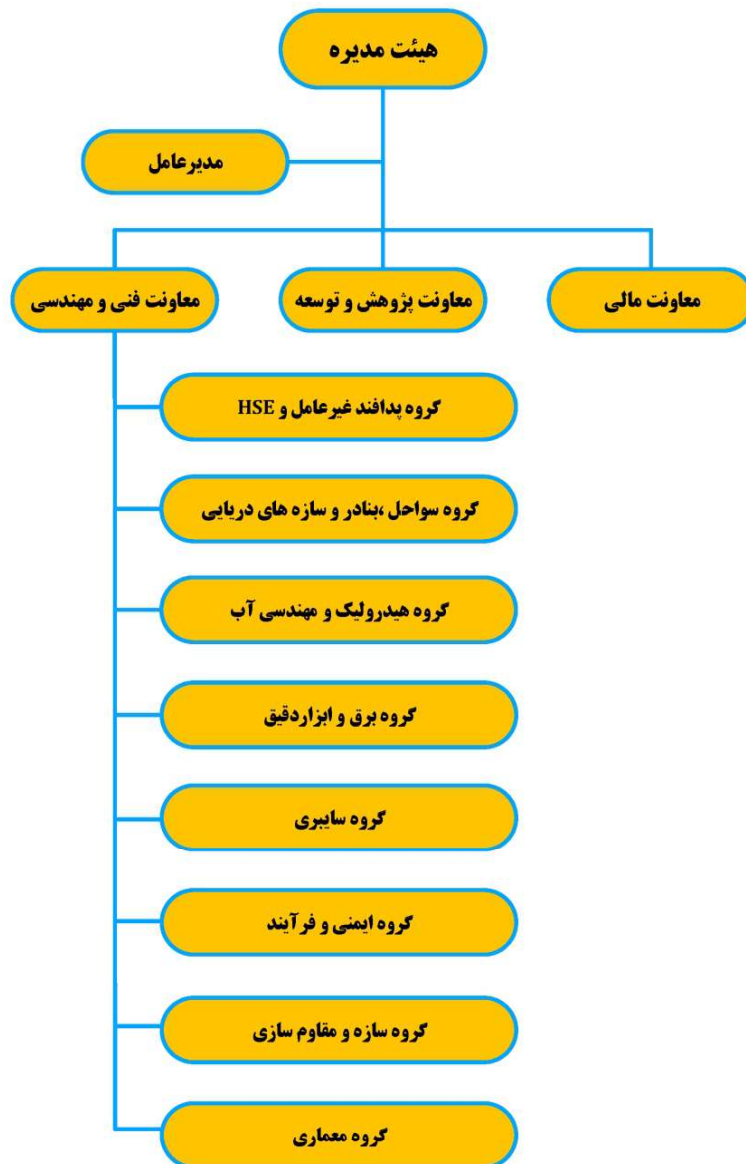 هیئت مدیره
مدیرعامل
معاونت مالی
معاونت پژوهش و توسعه
معاونت فنی و مهندسی
گروه پدافند غیرعامل و HSE
گروه سواحل ،بنادر و سازه های دریایی
گروه هیدرولیک و مهندسی آب
گروه برق و ابزاردقیق
گروه سایبری
گروه ایمنی و فرآیند
گروه سازه و مقاوم سازی
گروه معماری